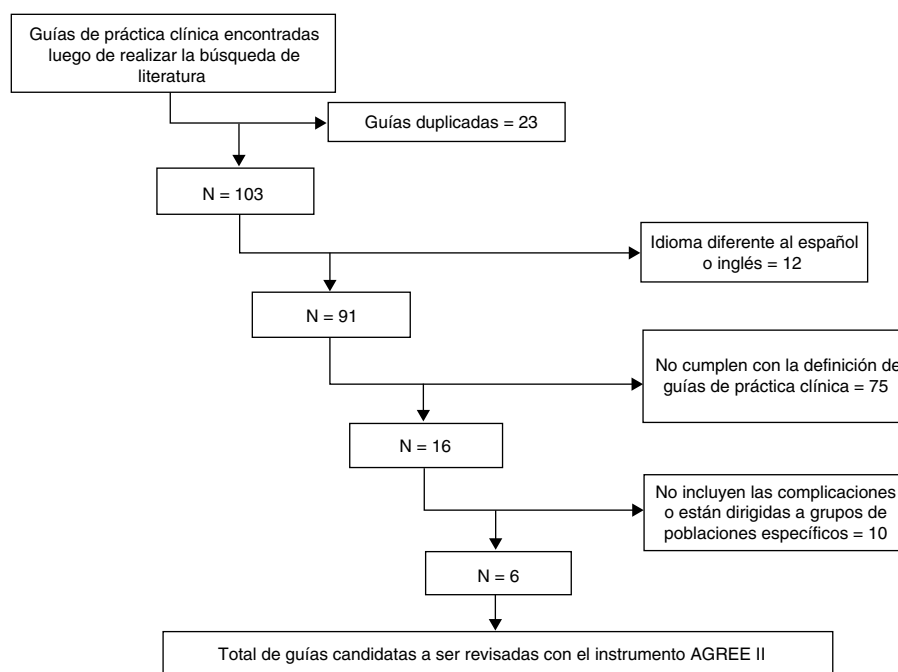 Guías de práctica clínica encontradas
luego de realizar la búsqueda de
literatura
Guías duplicadas = 23
N = 103
Idioma diferente al español
o inglés = 12
N = 91
No cumplen con la definición de
guías de práctica clínica = 75
N = 16
No incluyen las complicaciones
o están dirigidas a grupos de
poblaciones específicos = 10
N = 6
Total de guías candidatas a ser revisadas con el instrumento AGREE II